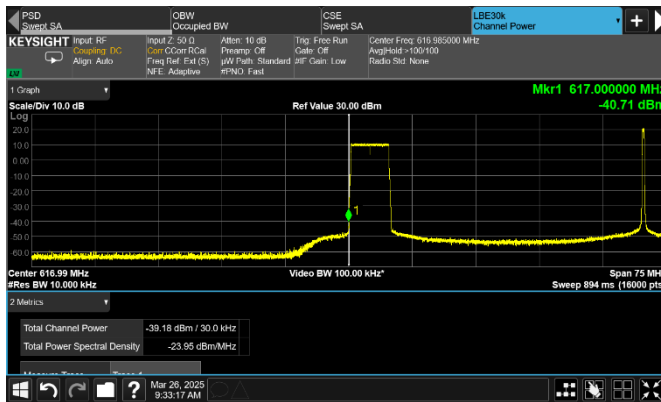 PSD
Swept SA
OBW
Occupied BW
CSE
Swept SA
LBE30k
Channel Power
KEYSIGHT
Input: RF
Coupling: DC
Align: Auto
Input Z: 50 Ω
Corr CCorr RCal
Freq Ref: Ext (S)
NFE: Adaptive
Atten: 10 dB
Preamp: Off
µW Path: Standard
#PNO: Fast
Trig: Free Run
Gate: Off
#IF Gain: Low
Center Freq: 616.985000 MHz
Avg|Hold:>100/100
Radio Std: None
1 Graph
Scale/Div 10.0 dB
Ref Value 30.00 dBm
Mkr1 617.000000 MHz
-40.71 dBm
Log
20.0
10.0
0.00
-10.0
-20.0
-30.0
-40.0
-50.0
-60.0
1
Center 616.99 MHz
#Res BW 10.000 kHz
Video BW 100.00 kHz*
Span 75 MH
Sweep 894 ms (16000 pts
2 Metrics
Total Channel Power -39.18 dBm / 30.0 kHz
Total Power Spectral Density -23.95 dBm/MHz
Mar 26, 2025
9:33:17 AM